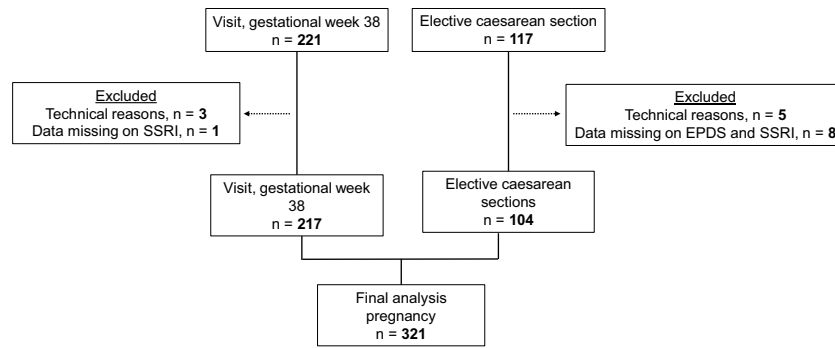 Visit, gestational week 38
n = 221
Elective caesarean section
n = 117
Excluded
Technical reasons, n = 3
Data missing on SSRI, n = 1
Excluded
Technical reasons, n = 5
Data missing on EPDS and SSRI, n = 8
Visit, gestational week
38
n = 217
Elective caesarean
sections
n = 104
Final analysis
pregnancy
n = 321